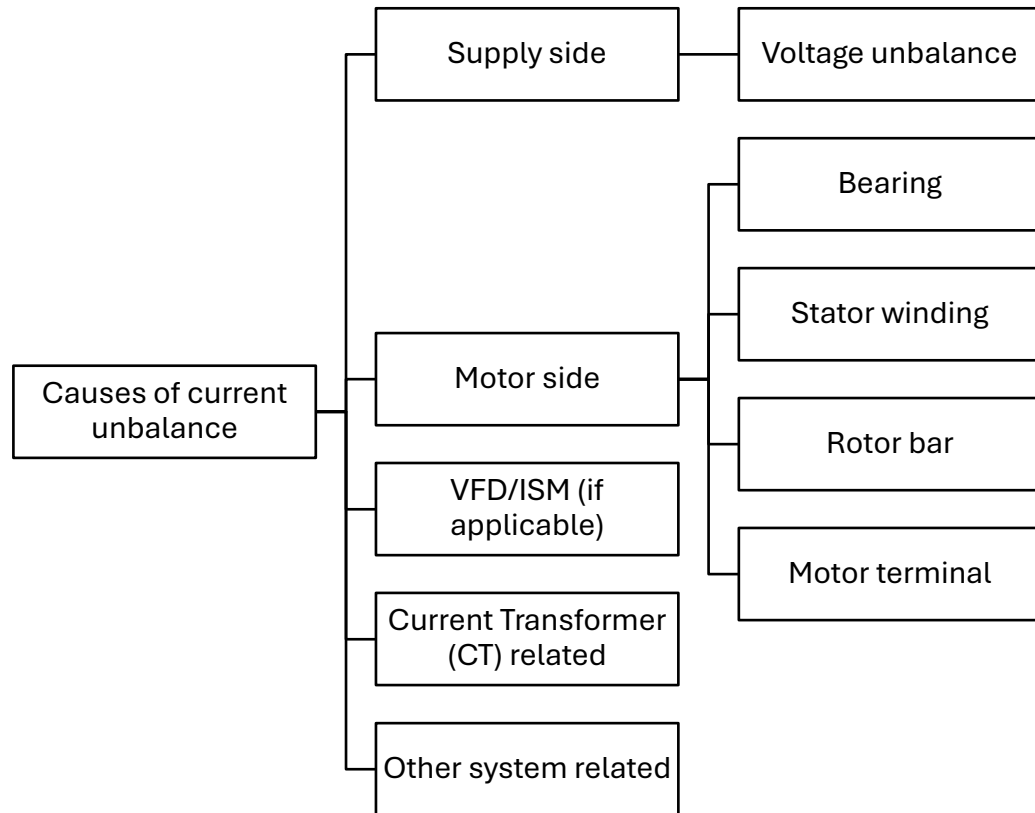 Supply side
Voltage unbalance
Bearing
Stator winding
Causes of current
unbalance
Motor side
Rotor bar
VFD/ISM (if
applicable)
Motor terminal
Current Transformer
(CT) related
Other system related